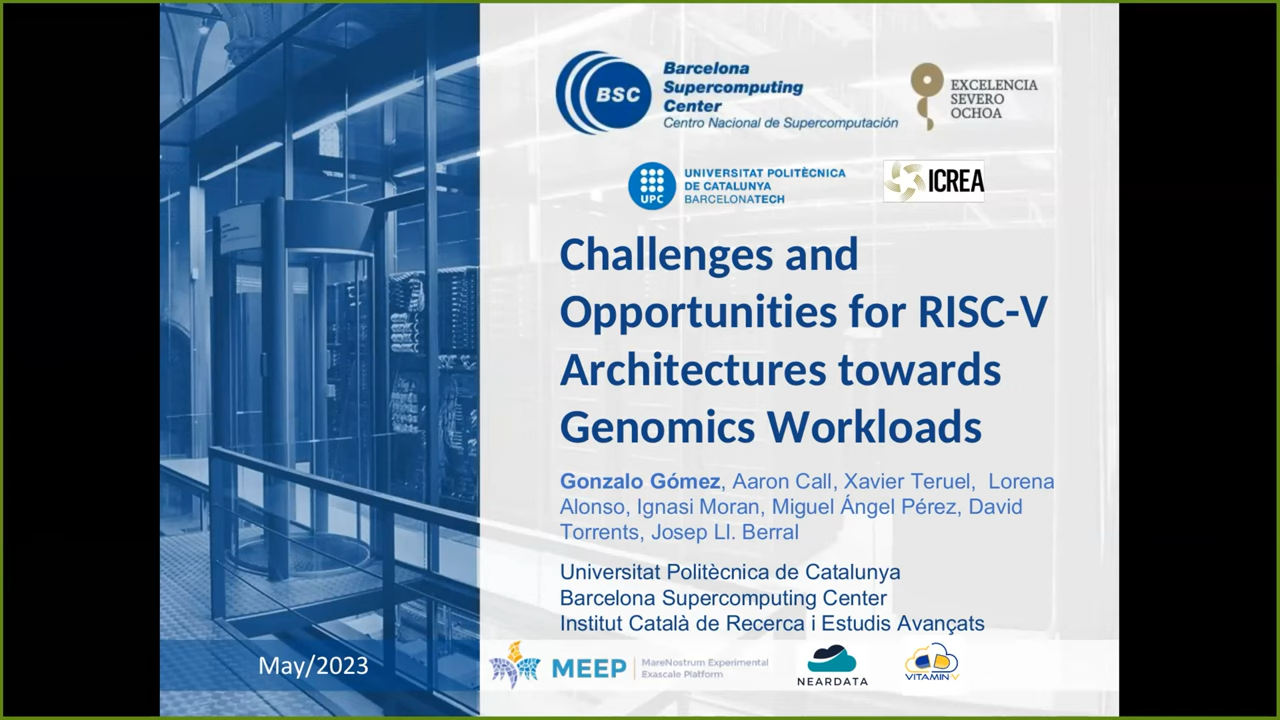 BSC
Barcelona
Supercomputing
Center
Centro Nacional de Supercomputación
EXCELENCIA
SEVERO
OCHOA
UPC
UNIVERSITAT POLITÈCNICA
DE CATALUNYA
BARCELONATECH
ICREA
Challenges and
Opportunities for RISC-V
Architectures towards
Genomics Workloads
Gonzalo Gómez, Aaron Call, Xavier Teruel, Lorena
Alonso, Ignasi Moran, Miguel Ángel Pérez, David
Torrents, Josep Ll. Berral
Universitat Politècnica de Catalunya
Barcelona Supercomputing Center
Institut Català de Recerca i Estudis Avançats
May/2023
MEEP
MareNostrum Experimental
Exascale Platform
NEARDATA
VITAMIN V